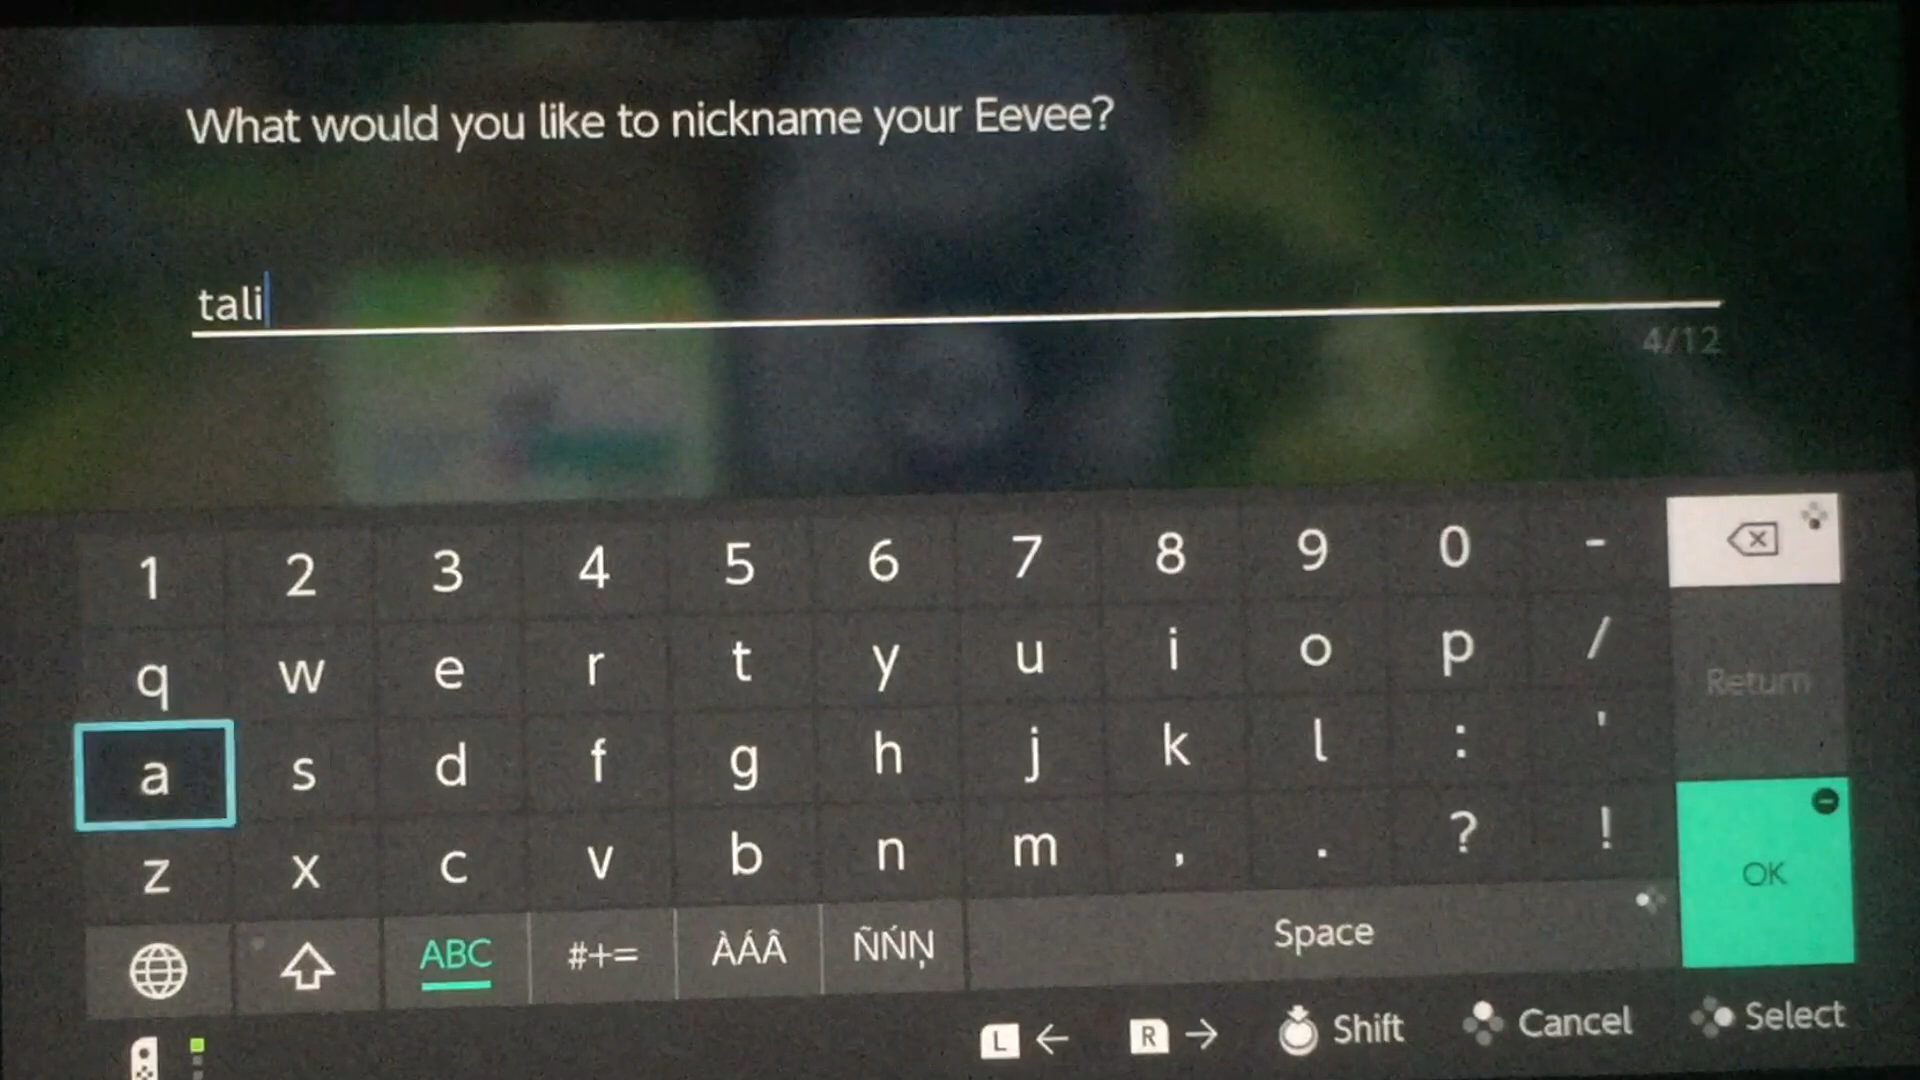 What would you like to nickname your Eevee?
tali
4/12
1 2 3 4 5 6 7 8 9 0 -
q w e r t y u i o p /
Return
a s d f g h j k l : '
z x c v b n m , . ? !
OK
ABC #+= ÀÁÂ ÑŃŅ Space
L ← R → Shift Cancel Select